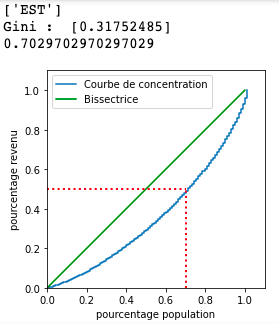 ['EST']
Gini :  [0.31752485]
0.7029702970297029
Courbe de concentration
Bissectrice
pourcentage revenu
1.0
0.8
0.6
0.4
0.2
0.0
0.0 0.2 0.4 0.6 0.8 1.0
pourcentage population